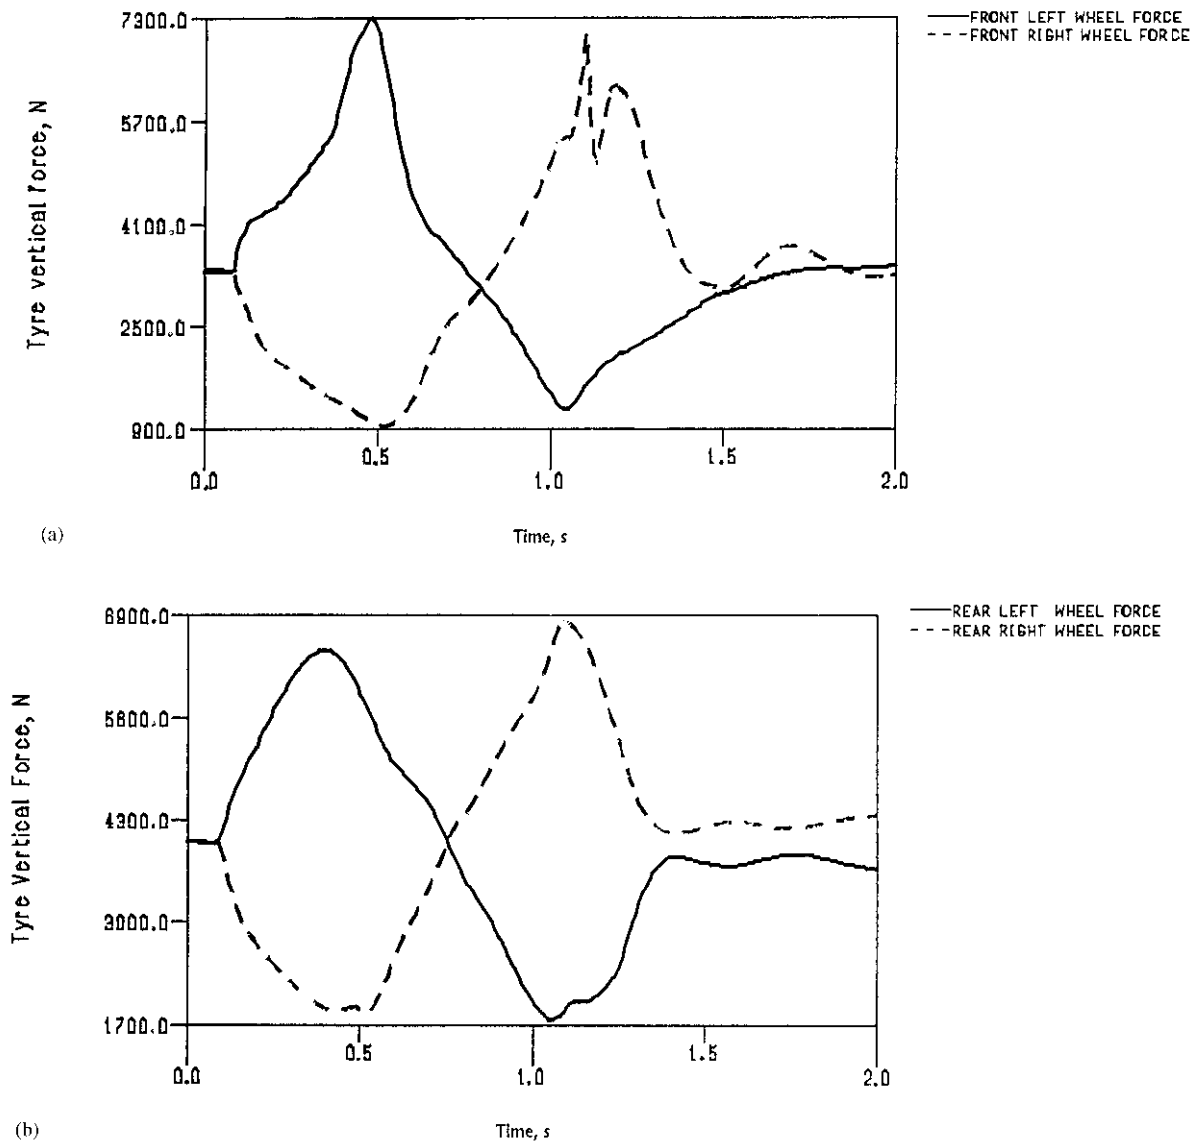 FRONT LEFT WHEEL FORCE
FRONT RIGHT WHEEL FORCE
Tyre vertical force, N
7300.0
5700.0
4100.0
2500.0
900.0
0.0
0.5
1.0
1.5
2.0
(a)
Time, s
REAR LEFT WHEEL FORCE
REAR RIGHT WHEEL FORCE
Tyre Vertical Force, N
6900.0
5600.0
4300.0
3000.0
1700.0
0.0
0.5
1.0
1.5
2.0
(b)
Time, s